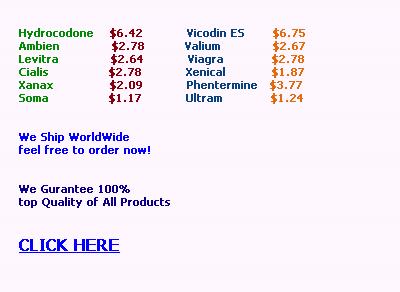 Hydrocodone $6.42 Vicodin ES $6.75
Ambien $2.78 Valium $2.67
Levitra $2.64 Viagra $2.78
Cialis $2.78 Xenical $1.87
Xanax $2.09 Phentermine $3.77
Soma $1.17 Ultram $1.24
We Ship WorldWide
feel free to order now!
We Gurantee 100%
top Quality of All Products
CLICK HERE